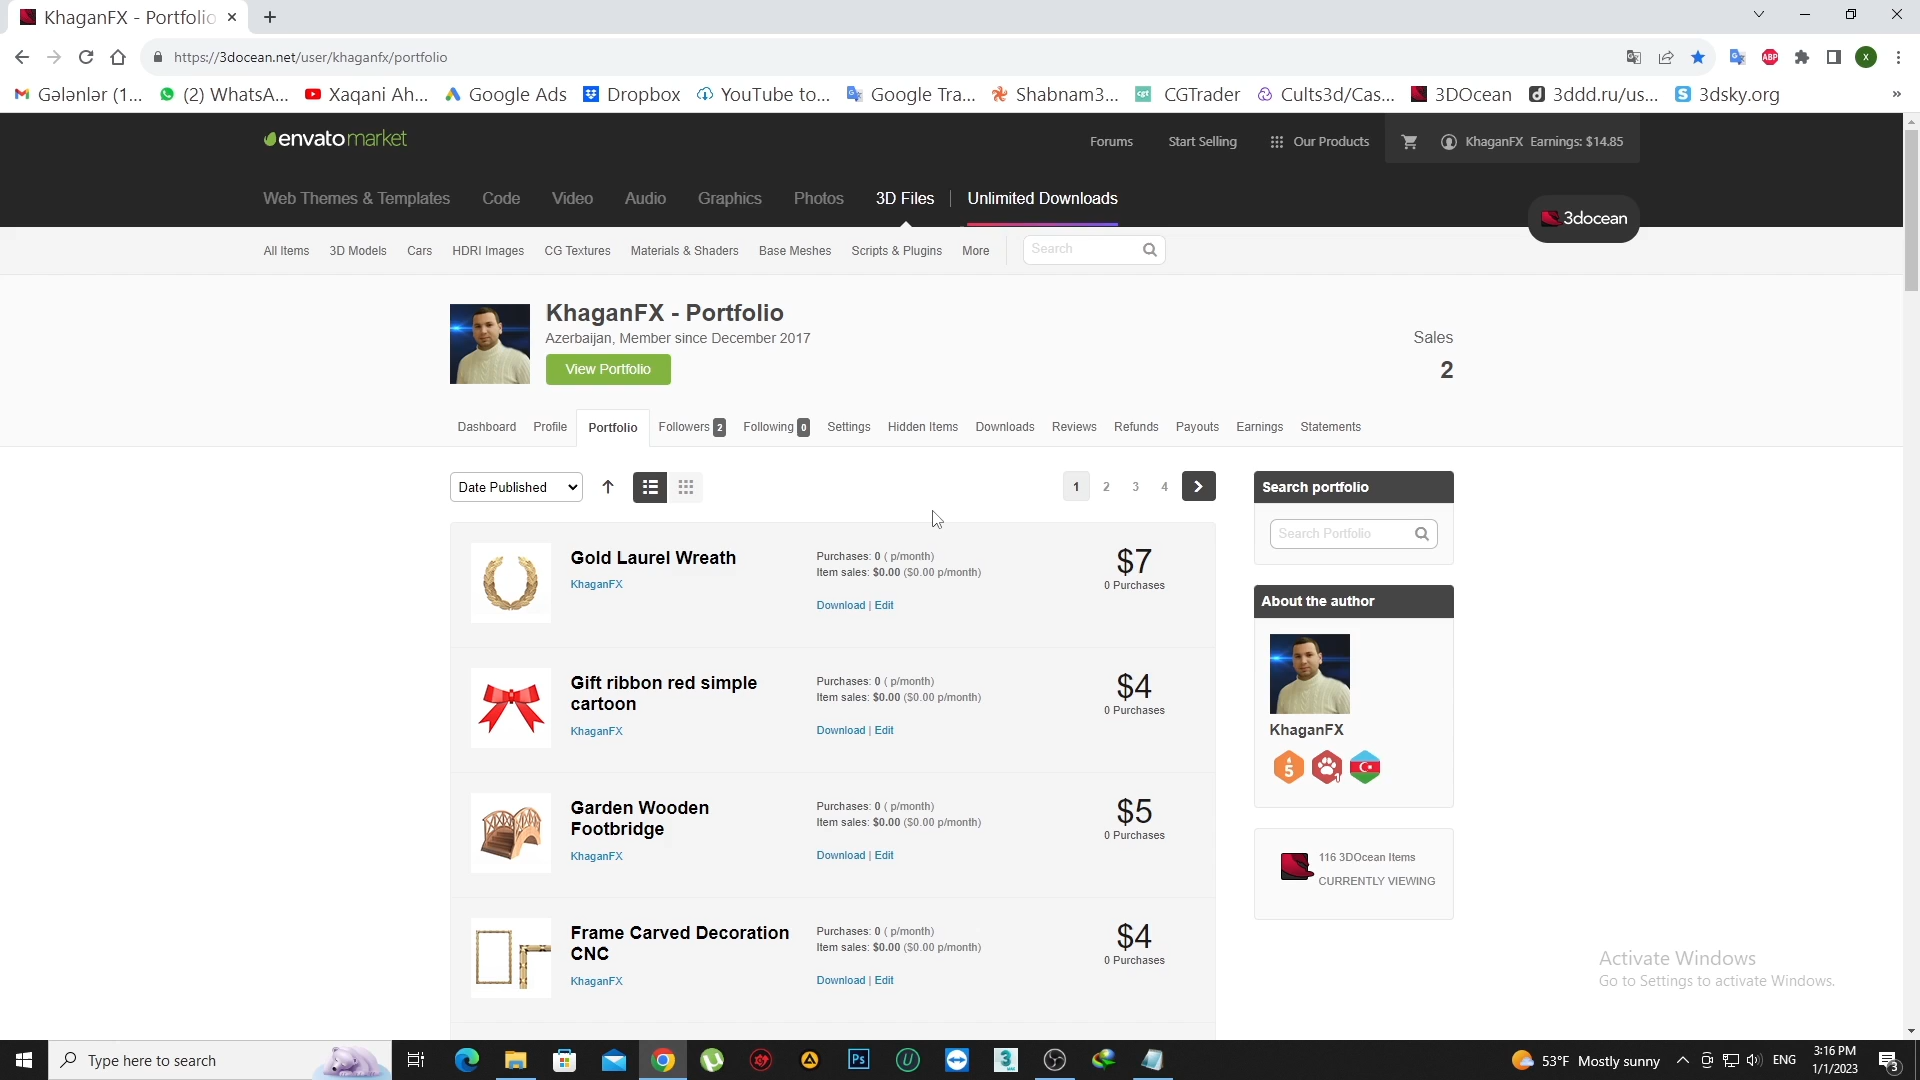 KhaganFX - Portfolio
https://3docean.net/user/khaganfx/portfolio
ABP
X
Gələnlər (1...
(2) WhatsA...
Xaqani Ah...
Google Ads
Dropbox
YouTube to...
Google Tra...
Shabnam3...
CGTrader
Cults3d/Cas...
3DOcean
3ddd.ru/us...
3dsky.org
»
envatomarket
Forums
Start Selling
Our Products
KhaganFX Earnings: $14.85
Web Themes & Templates
Code
Video
Audio
Graphics
Photos
3D Files
Unlimited Downloads
3docean
All Items
3D Models
Cars
HDRI Images
CG Textures
Materials & Shaders
Base Meshes
Scripts & Plugins
More
Search
KhaganFX - Portfolio
Azerbaijan, Member since December 2017
View Portfolio
Sales
2
Dashboard
Profile
Portfolio
Followers 2
Following 0
Settings
Hidden Items
Downloads
Reviews
Refunds
Payouts
Earnings
Statements
Date Published
1
2
3
4
Gold Laurel Wreath
KhaganFX
Purchases: 0 ( p/month)
Item sales: $0.00 ($0.00 p/month)
Download | Edit
$7
0 Purchases
Gift ribbon red simple
cartoon
KhaganFX
Purchases: 0 ( p/month)
Item sales: $0.00 ($0.00 p/month)
Download | Edit
$4
0 Purchases
Garden Wooden
Footbridge
KhaganFX
Purchases: 0 ( p/month)
Item sales: $0.00 ($0.00 p/month)
Download | Edit
$5
0 Purchases
Frame Carved Decoration
CNC
KhaganFX
Purchases: 0 ( p/month)
Item sales: $0.00 ($0.00 p/month)
Download | Edit
$4
0 Purchases
Search portfolio
Search Portfolio
About the author
KhaganFX
5
1
116 3DOcean Items
CURRENTLY VIEWING
Activate Windows
Go to Settings to activate Windows.
Type here to search
Ps
U
3
53°F Mostly sunny
ENG
3:16 PM
1/1/2023
3